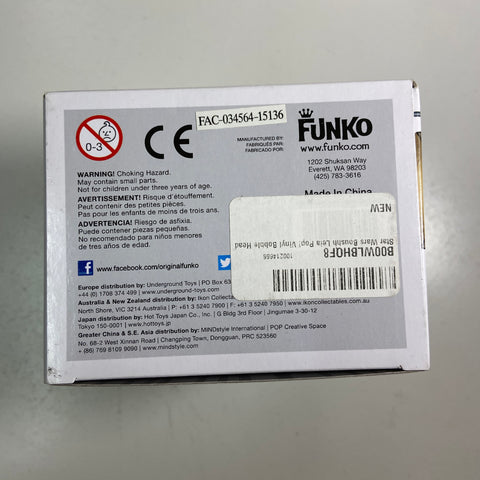 FAC-034564-15136
0-3
CE
MANUFACTURED BY:
FABRIQUÉS PAR:
FABRICADO POR:
FUNKO
www.funko.com
1202 Shuksan Way
Everett, WA 98203
(425) 783-3616
Made In China
WARNING! Choking Hazard.
May contain small parts.
Not for children under three years of age.
AVERTISSEMENT! Risque d'étouffement.
Peut contenir des petites pièces.
Pas pour les enfants de moins de trois ans.
ADVERTENCIA! Riesgo de asfixia.
Puede contener piezas pequeñas
No recomendado para niños menores
de tres años de edad.
www.facebook.com/originalfunko
B00WLBH0F8
Star Wars Boushh Leia Pop! Vinyl Bobble Head
NEW
Europe distribution by: Underground Toys | PO Box 63
+44 (0) 1708 374 499 | www.underground-toys.com
Australia & New Zealand distribution by: Ikon Collectables
North Shore, VIC 3214 Australia | P: +61 3 5240 7900 F: +61 3 5240 7950 | www.ikoncollectables.com.au
Japan distribution by: Hot Toys Japan Co., Inc. | G Bldg 3rd Floor | Jingumae 3-30-12
Tokyo 150-0001 | www.hottoys.jp
Greater China & S.E. Asia distribution by: MINDstyle International | POP Creative Space
No. 68-2 West Xinnan Road | Changping Town, Dongguan, PRC 523560
+ (86) 769 8109 9090 | www.mindstyle.com